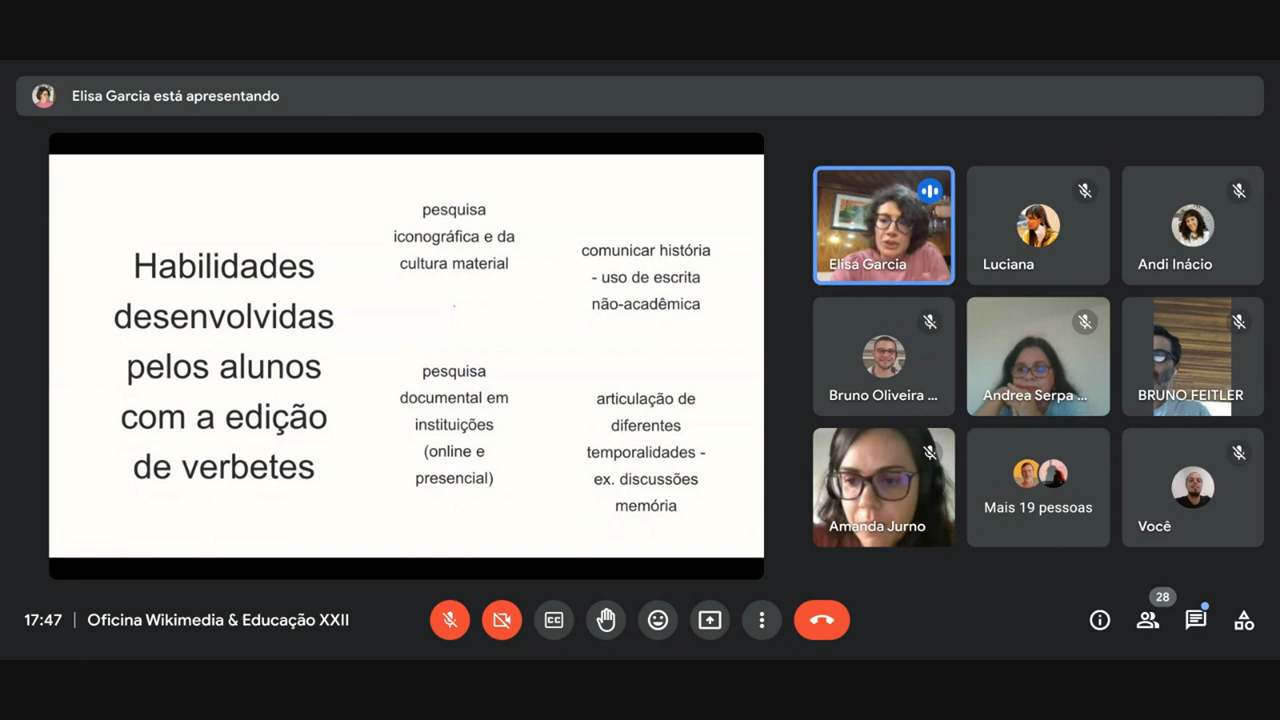 Elisa Garcia está apresentando
Habilidades
desenvolvidas
pelos alunos
com a edição
de verbetes
pesquisa
iconográfica e da
cultura material
pesquisa
documental em
instituições
(online e
presencial)
comunicar história
- uso de escrita
não-acadêmica
articulação de
diferentes
temporalidades -
ex. discussões
memória
Elisa Garcia
Luciana
Andi Inácio
Bruno Oliveira ...
Andrea Serpa ...
BRUNO FEITLER
Amanda Jurno
Mais 19 pessoas
Você
17:47 | Oficina Wikimedia & Educação XXII
CC
28